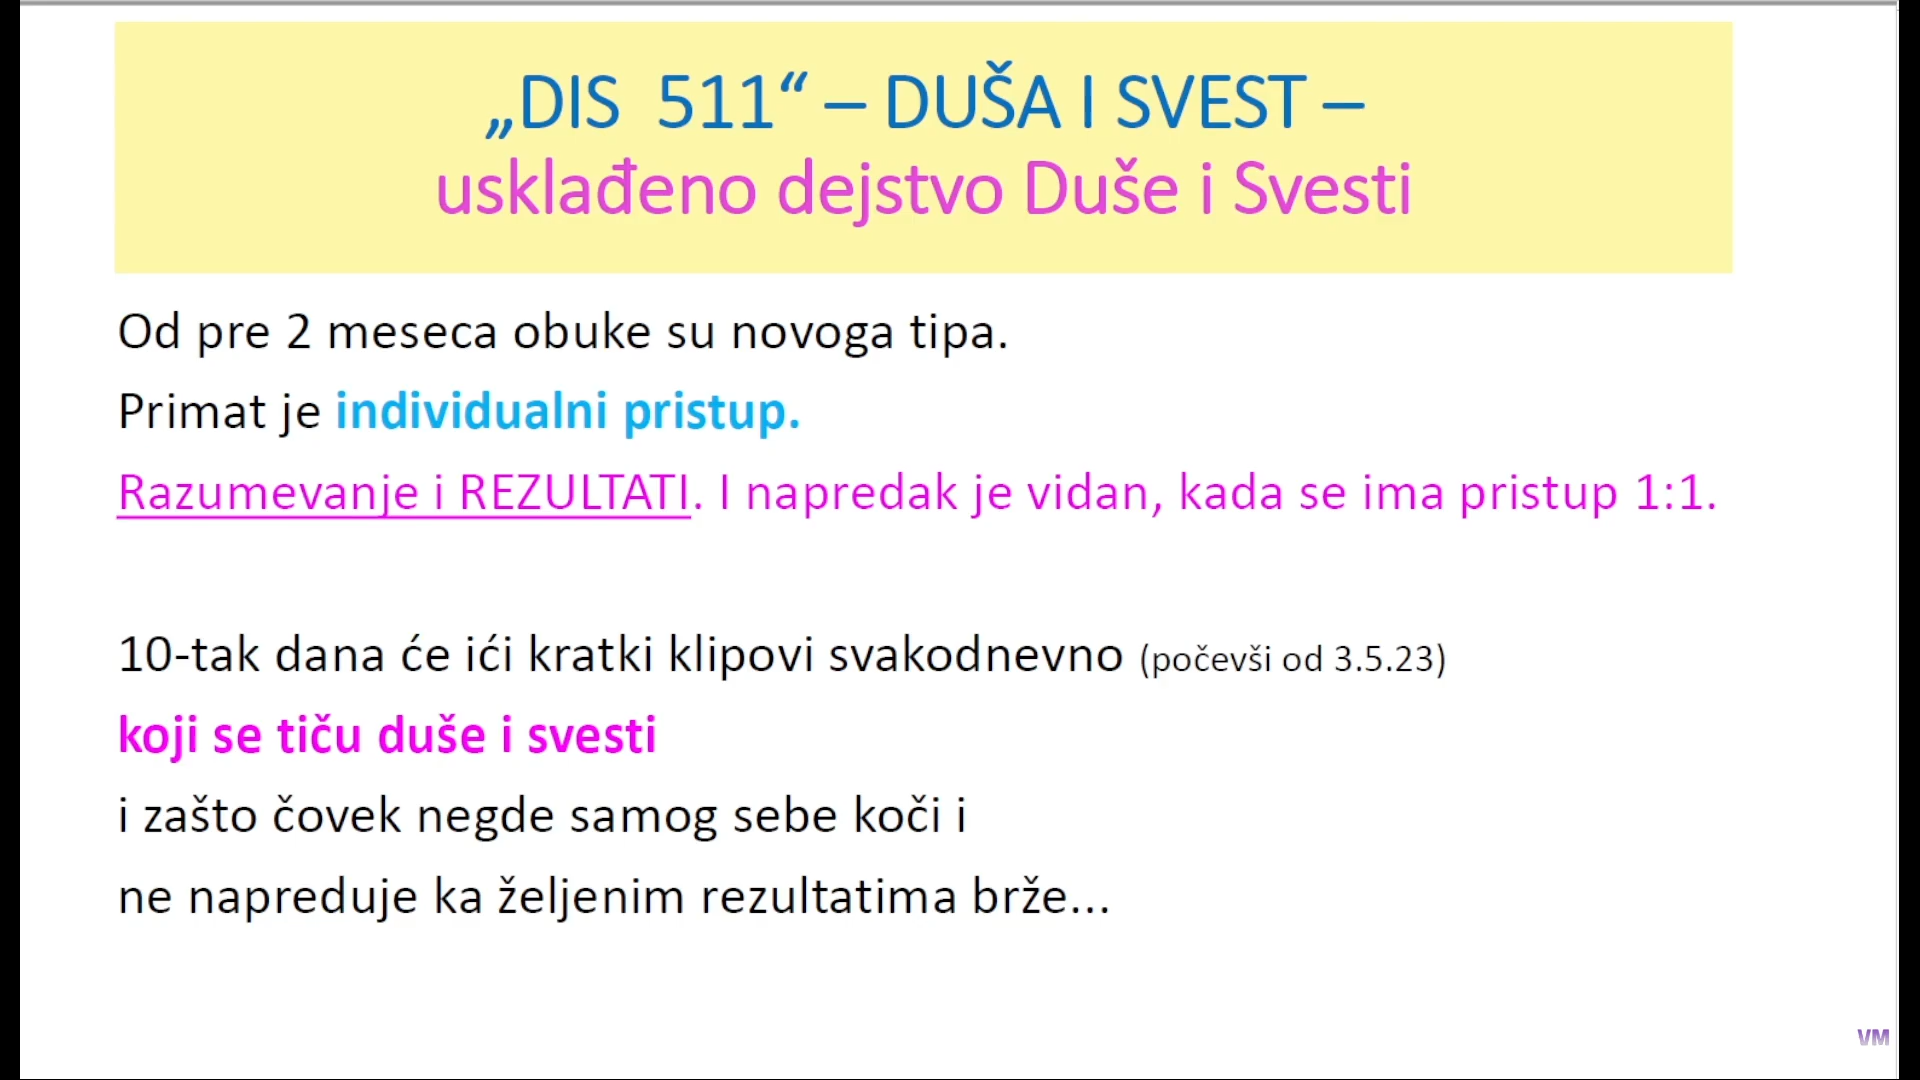 „DIS 511“ – DUŠA I SVEST –
usklađeno dejstvo Duše i Svesti
Od pre 2 meseca obuke su novoga tipa.
Primat je individualni pristup.
Razumevanje i REZULTATI. I napredak je vidan, kada se ima pristup 1:1.
10-tak dana će ići kratki klipovi svakodnevno (počevši od 3.5.23)
koji se tiču duše i svesti
i zašto čovek negde samog sebe koči i
ne napreduje ka željenim rezultatima brže...
VM